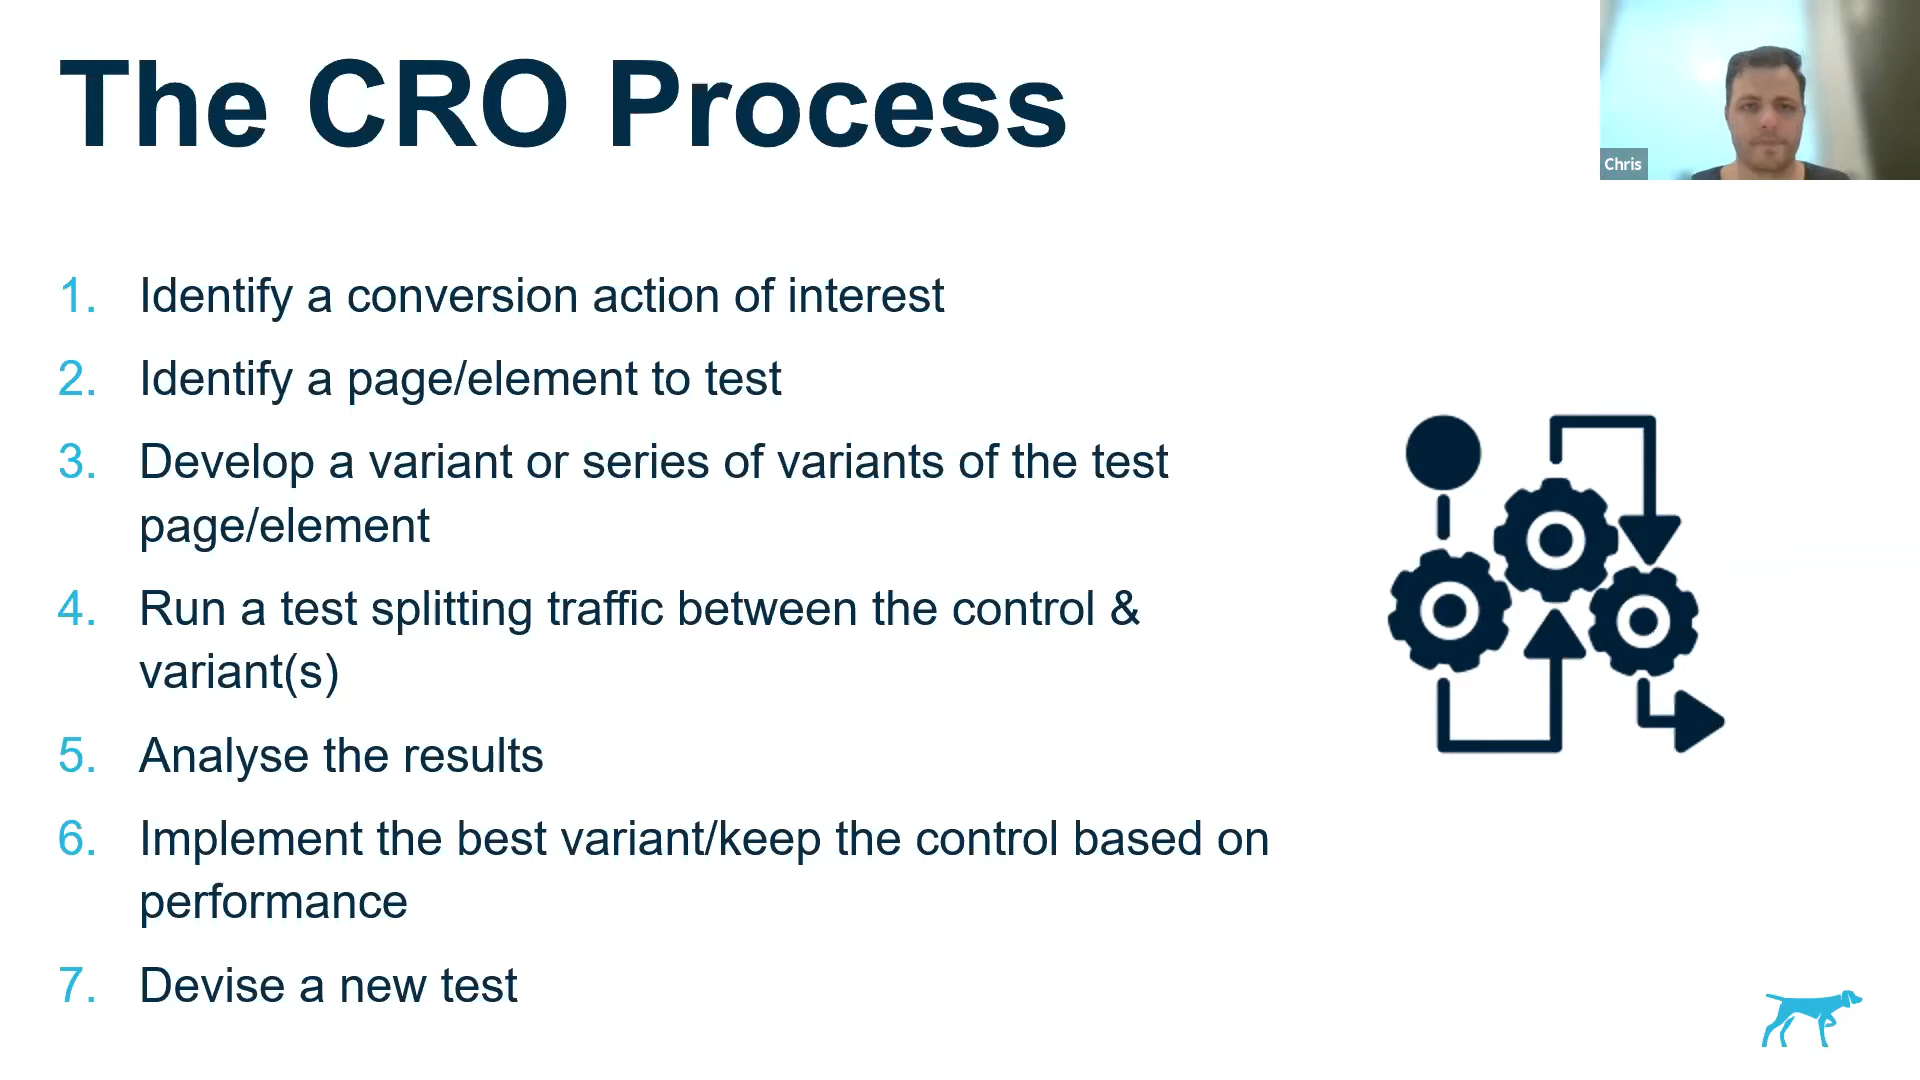 The CRO Process
Chris
1. Identify a conversion action of interest
2. Identify a page/element to test
3. Develop a variant or series of variants of the test
page/element
4. Run a test splitting traffic between the control &
variant(s)
5. Analyse the results
6. Implement the best variant/keep the control based on
performance
7. Devise a new test